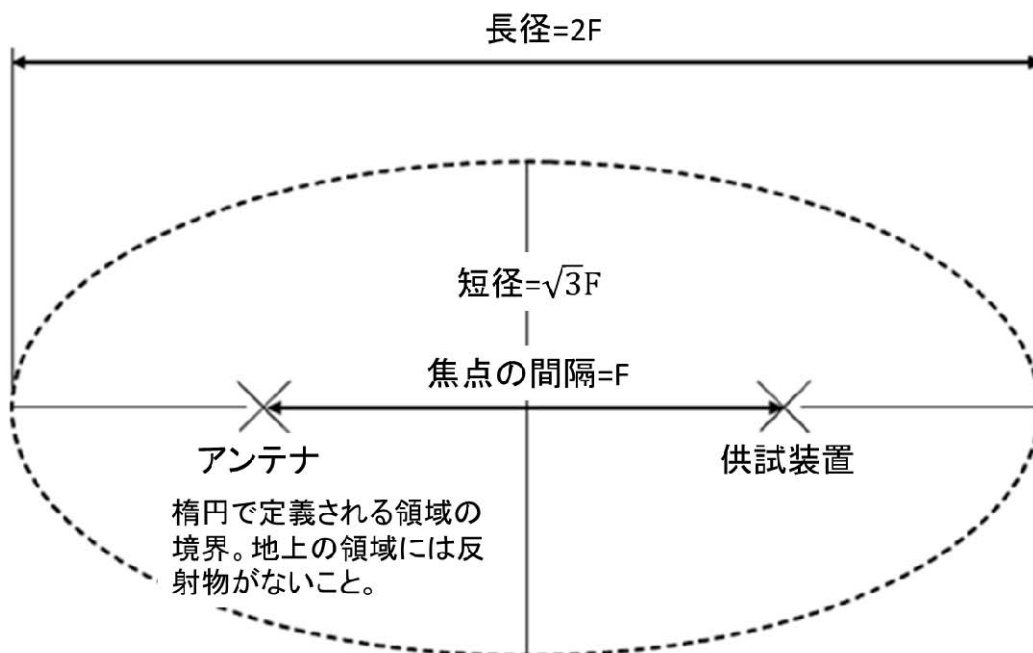 長径=2F
短径=√3F
焦点の間隔=F
アンテナ
供試装置
楕円で定義される領域の
境界。地上の領域には反
射物がないこと。